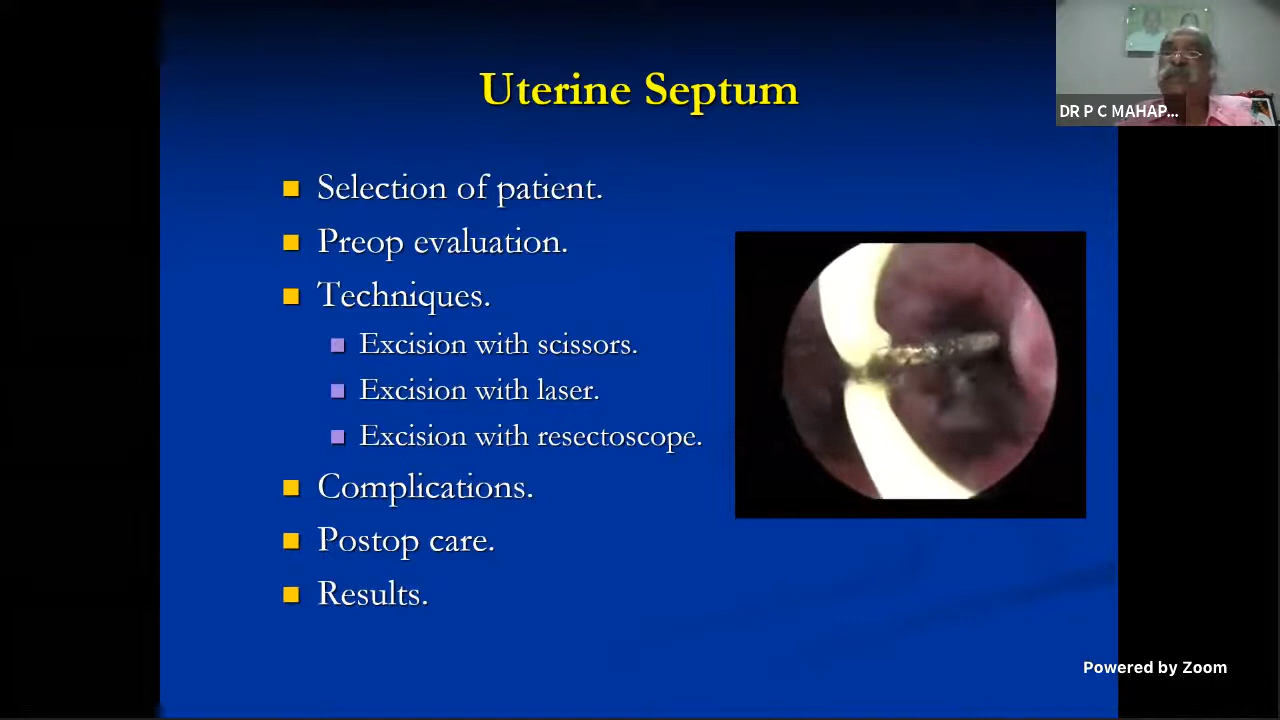 Uterine Septum
Selection of patient.
Preop evaluation.
Techniques.
Excision with scissors.
Excision with laser.
Excision with resectoscope.
Complications.
Postop care.
Results.
DR P C MAHAP...
Powered by Zoom